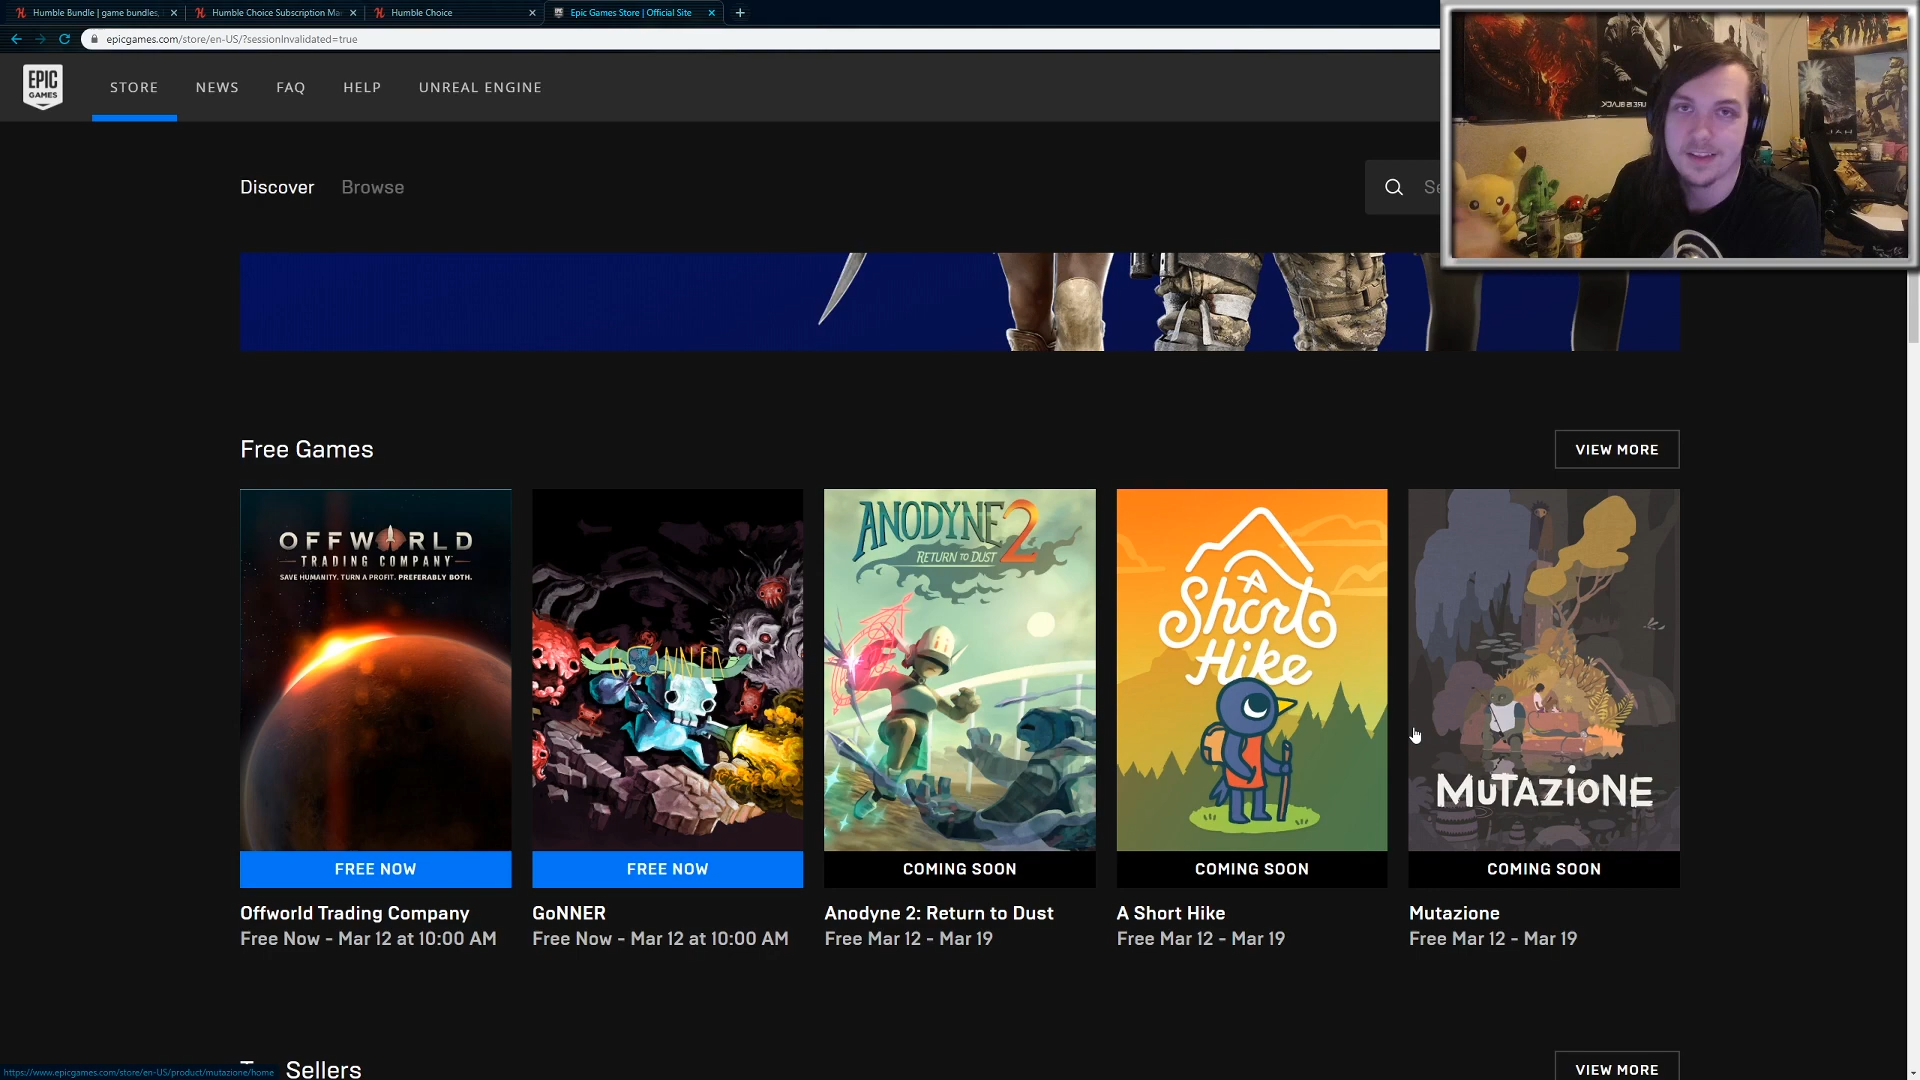 Humble Bundle | game bundles,
Humble Choice Subscription Ma
Humble Choice
Epic Games Store | Official Site
epicgames.com/store/en-US/?sessionInvalidated=true
EPIC
GAMES
STORE
NEWS
FAQ
HELP
UNREAL ENGINE
Discover
Browse
Se
Free Games
VIEW MORE
OFFWORLD
TRADING COMPANY
SAVE HUMANITY. TURN A PROFIT. PREFERABLY BOTH.
GONNER
ANODYNE 2
RETURN TO DUST
A Short Hike
MUTAZIONE
FREE NOW
FREE NOW
COMING SOON
COMING SOON
COMING SOON
Offworld Trading Company
Free Now - Mar 12 at 10:00 AM
GoNNER
Free Now - Mar 12 at 10:00 AM
Anodyne 2: Return to Dust
Free Mar 12 - Mar 19
A Short Hike
Free Mar 12 - Mar 19
Mutazione
Free Mar 12 - Mar 19
Sellers
VIEW MORE
https://www.epicgames.com/store/en-US/product/mutazione/home